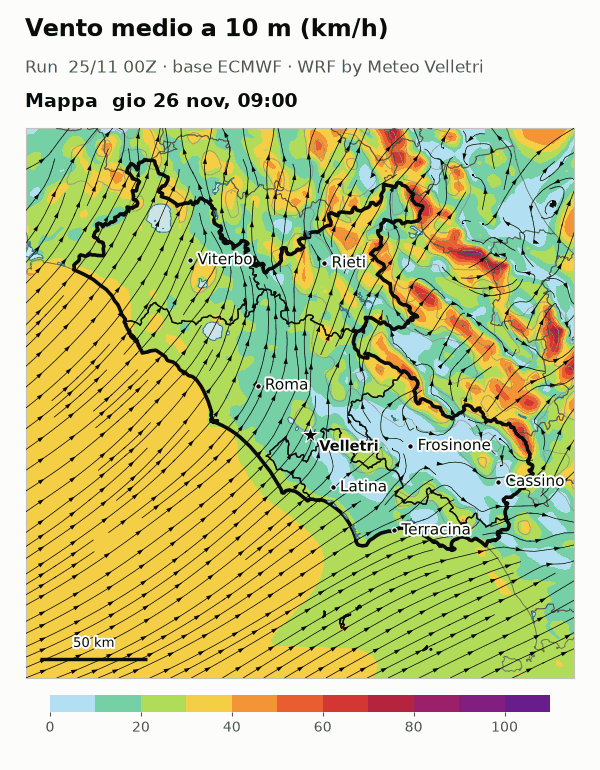 Vento medio a 10 m (km/h)
Run  25/11 00Z · base ECMWF · WRF by Meteo Velletri
Mappa  gio 26 nov, 09:00
Viterbo
Rieti
Roma
Velletri
Frosinone
Cassino
Latina
Terracina
50 km
0 20 40 60 80 100